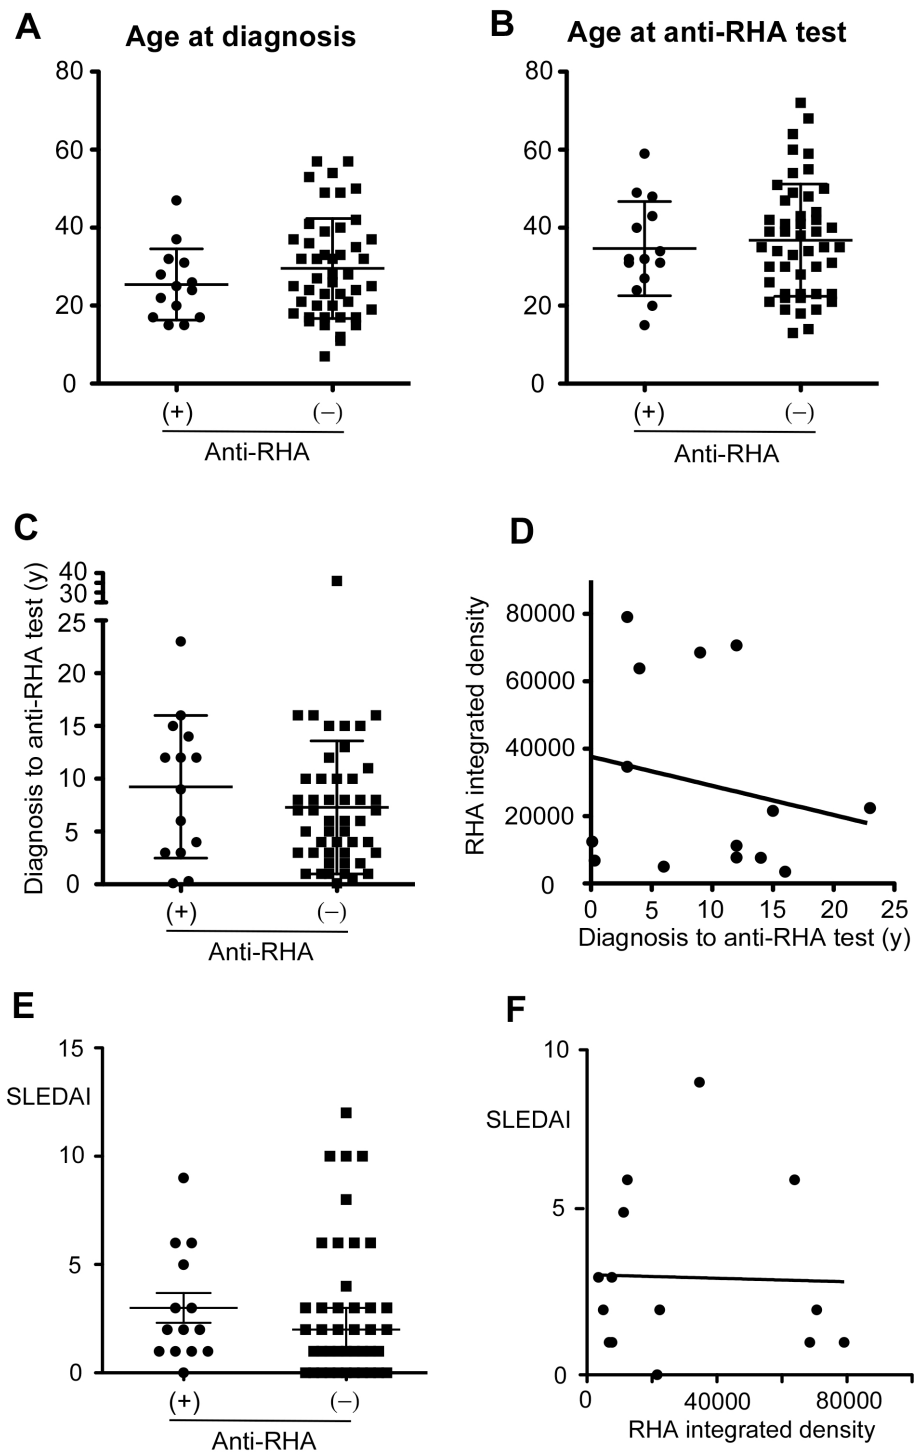 A
Age at diagnosis
80
60
40
20
0
(+)
(−)
Anti-RHA
B
Age at anti-RHA test
80
60
40
20
0
(+)
(−)
Anti-RHA
C
Diagnosis to anti-RHA test (y)
40
30
25
20
15
10
5
0
(+)
(−)
Anti-RHA
D
RHA integrated density
80000
60000
40000
20000
0
0 5 10 15 20 25
Diagnosis to anti-RHA test (y)
E
SLEDAI
15
10
5
0
(+)
(−)
Anti-RHA
F
SLEDAI
10
5
0
0 40000 80000
RHA integrated density